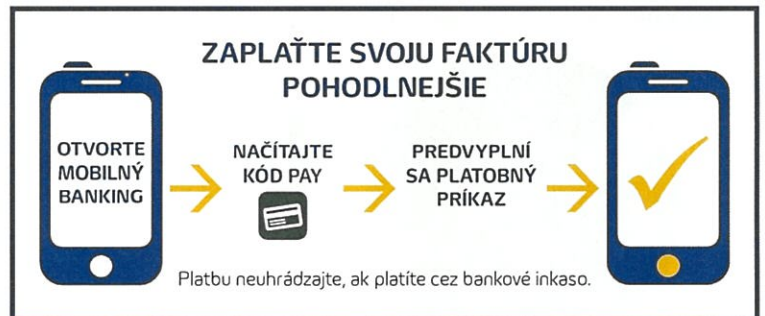 ZAPLAŤTE SVOJU FAKTÚRU
POHODLNEJŠIE
OTVORTE
MOBILNÝ
BANKING
NAČÍTAJTE
KÓD PAY
PREDVYPLNÍ
SA PLATOBNÝ
PRÍKAZ
Platbu neuhrádzajte, ak platíte cez bankové inkaso.